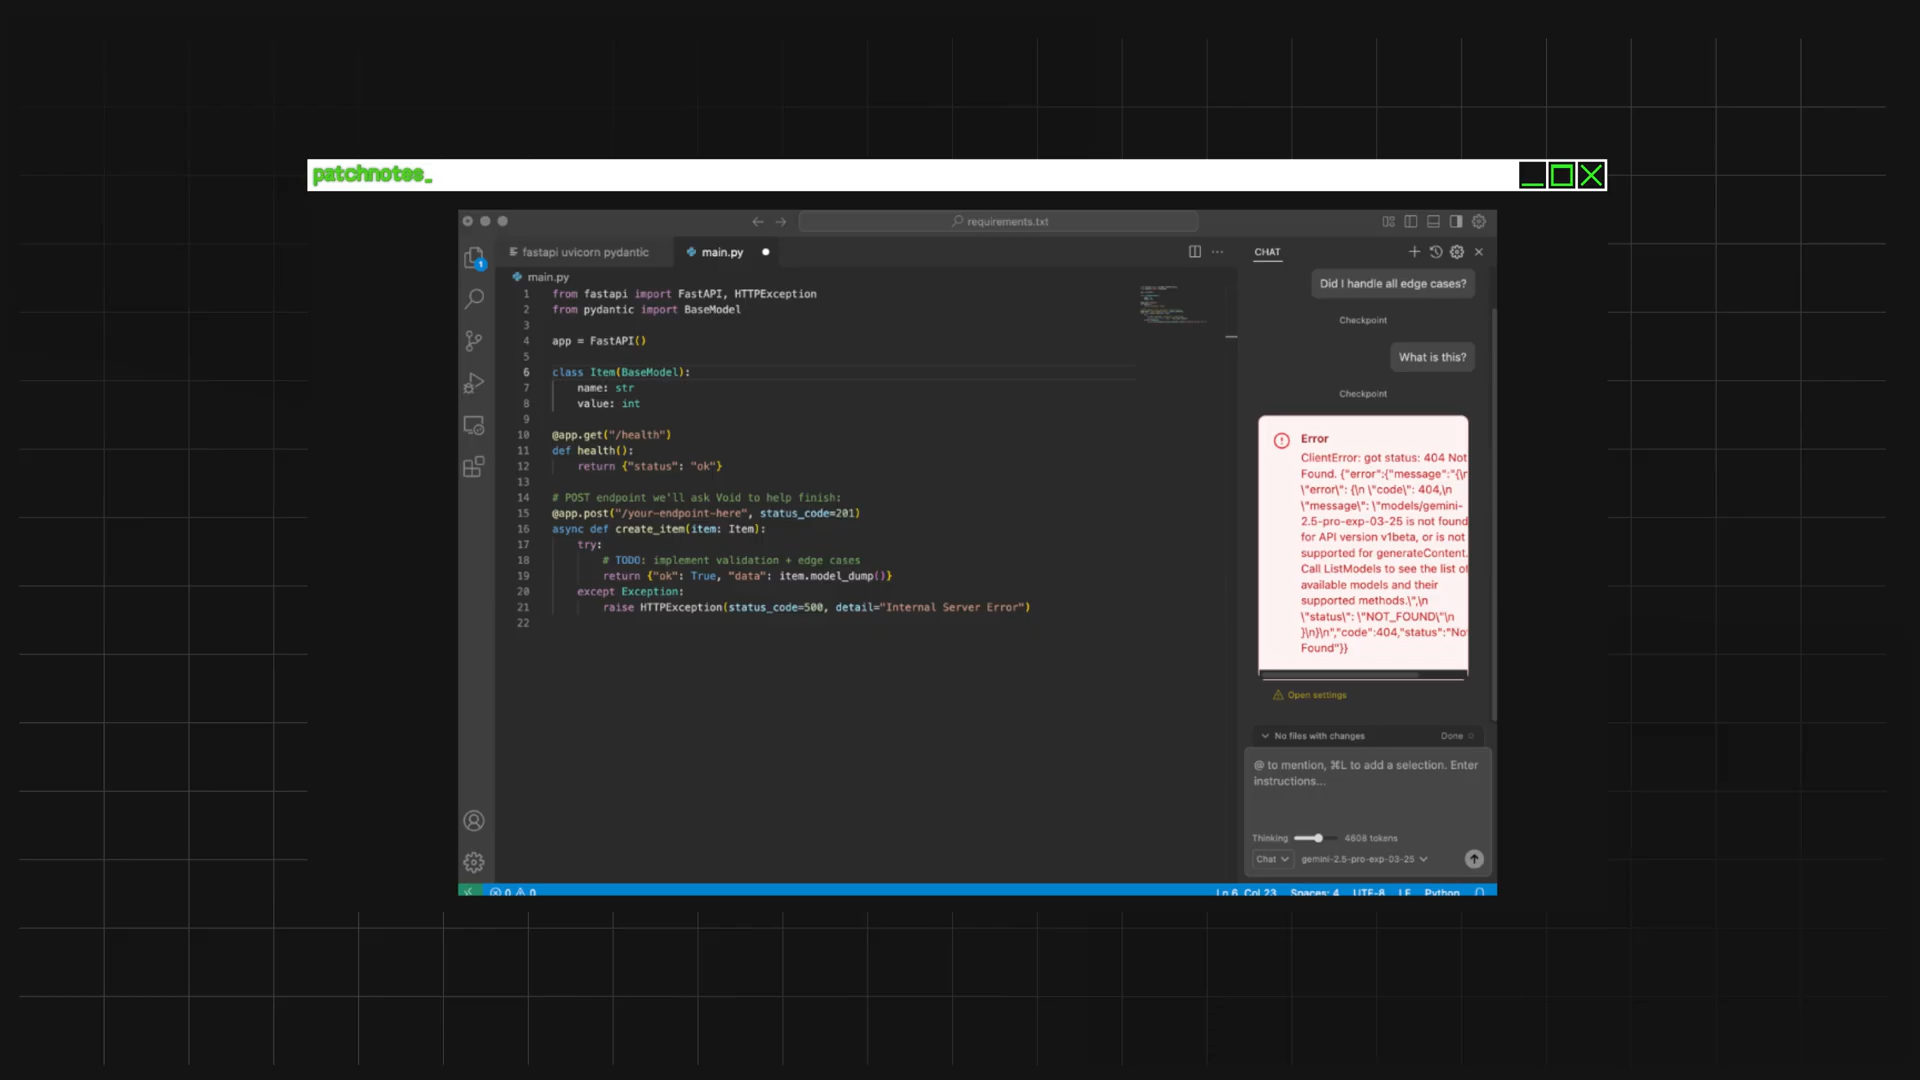 patchnotes_
requirements.txt
fastapi uvicorn pydantic
main.py
main.py
1 from fastapi import FastAPI, HTTPException
2 from pydantic import BaseModel
3
4 app = FastAPI()
5
6 class Item(BaseModel):
7 name: str
8 value: int
9
10 @app.get("/health")
11 def health():
12 return {"status": "ok"}
13
14 # POST endpoint we'll ask Void to help finish:
15 @app.post("/your-endpoint-here", status_code=201)
16 async def create_item(item: Item):
17 try:
18 # TODO: implement validation + edge cases
19 return {"ok": True, "data": item.model_dump()}
20 except Exception:
21 raise HTTPException(status_code=500, detail="Internal Server Error")
22
1
CHAT
Did I handle all edge cases?
Checkpoint
What is this?
Checkpoint
Error
ClientError: got status: 404 Not
Found. {"error":{"message":"{\n
\"error\": {\n \"code\": 404,\n
\"message\": \"models/gemini-
2.5-pro-exp-03-25 is not found
for API version v1beta, or is not
supported for generateContent.
Call ListModels to see the list of
available models and their
supported methods.\",\n
\"status\": \"NOT_FOUND\"\n
}\n}\n","code":404,"status":"No
Found"}}
Open settings
No files with changes
Done
@ to mention, ⌘L to add a selection. Enter
instructions...
Thinking 4608 tokens
Chat gemini-2.5-pro-exp-03-25
0 0
Ln 6, Col 23 Spaces: 4 UTF-8 LF Python